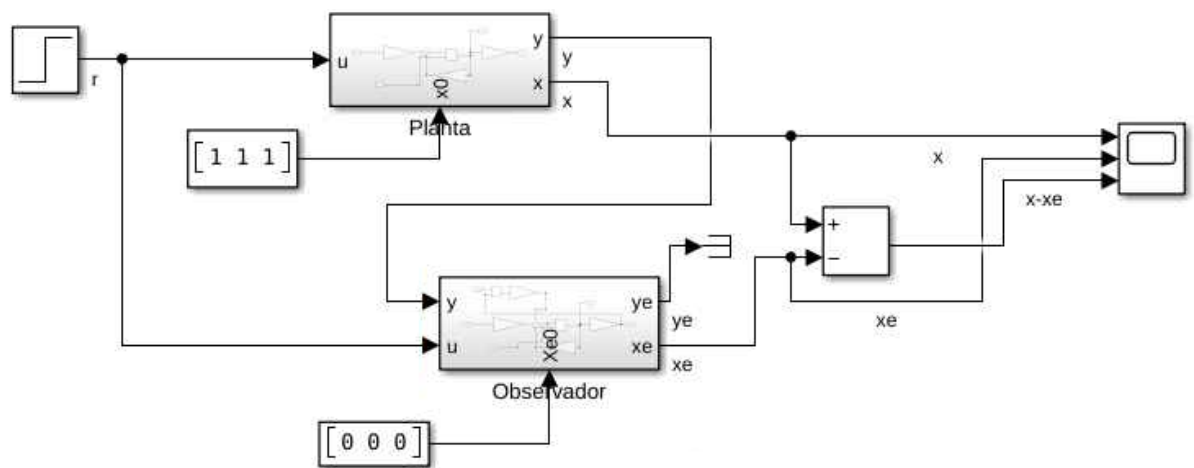 r
u
x0
y
x
y
x
Planta
[1 1 1]
x
x-xe
+
−
y
u
Xe0
ye
xe
ye
xe
xe
Observador
[0 0 0]